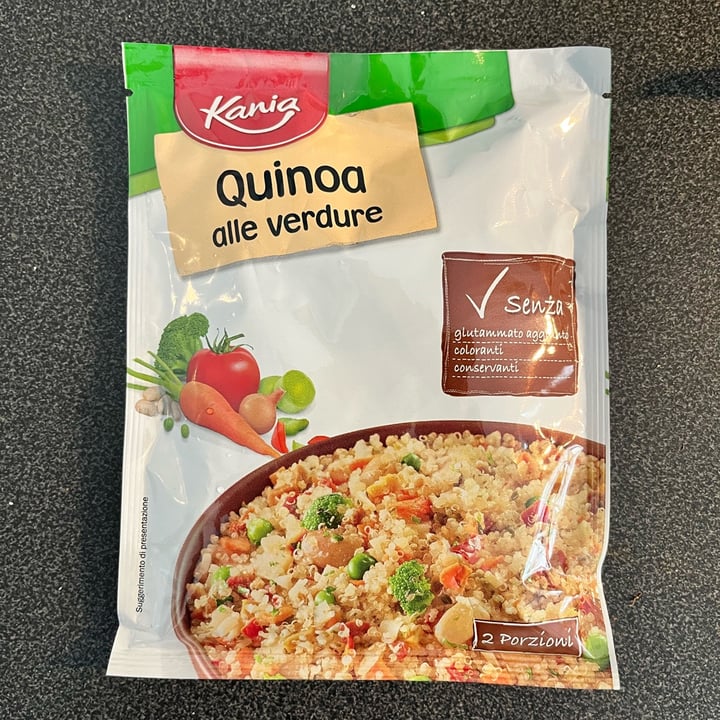 Kania
Quinoa
alle verdure
Senza
glutammato aggiunto
coloranti
conservanti
Suggerimento di presentazione
2 Porzioni